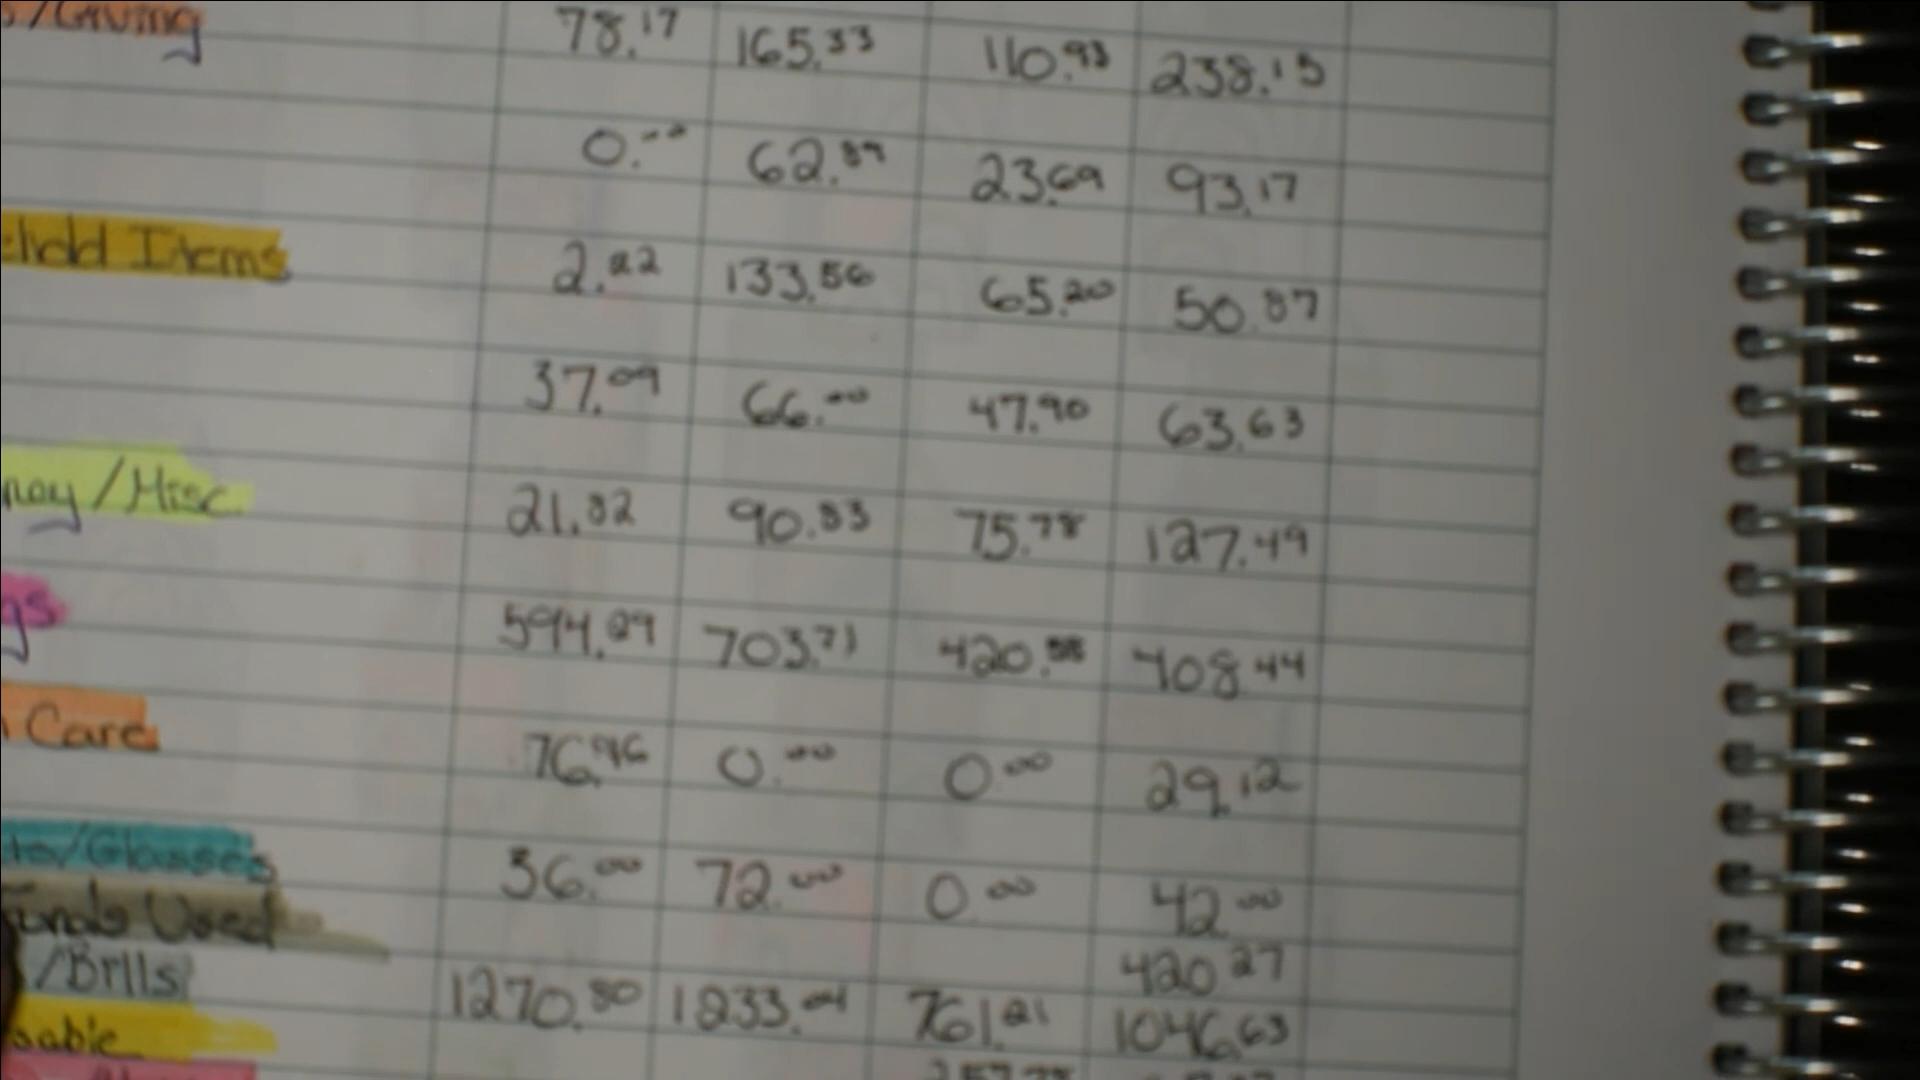 /Giving 78.17 165.33 110.93 238.15
0.00 62.89 23.69 93.17
Items 2.22 133.56 65.20 50.87
37.09 66.00 47.90 63.63
/Misc. 21.82 90.83 75.78 127.49
594.29 703.71 420.58 408.44
Care 76.96 0.00 0.00 29.12
/Glasses 36.00 72.00 0.00 42.00
Funds Used 420.27
/Bills 1270.80 1233.04 761.21 1046.63